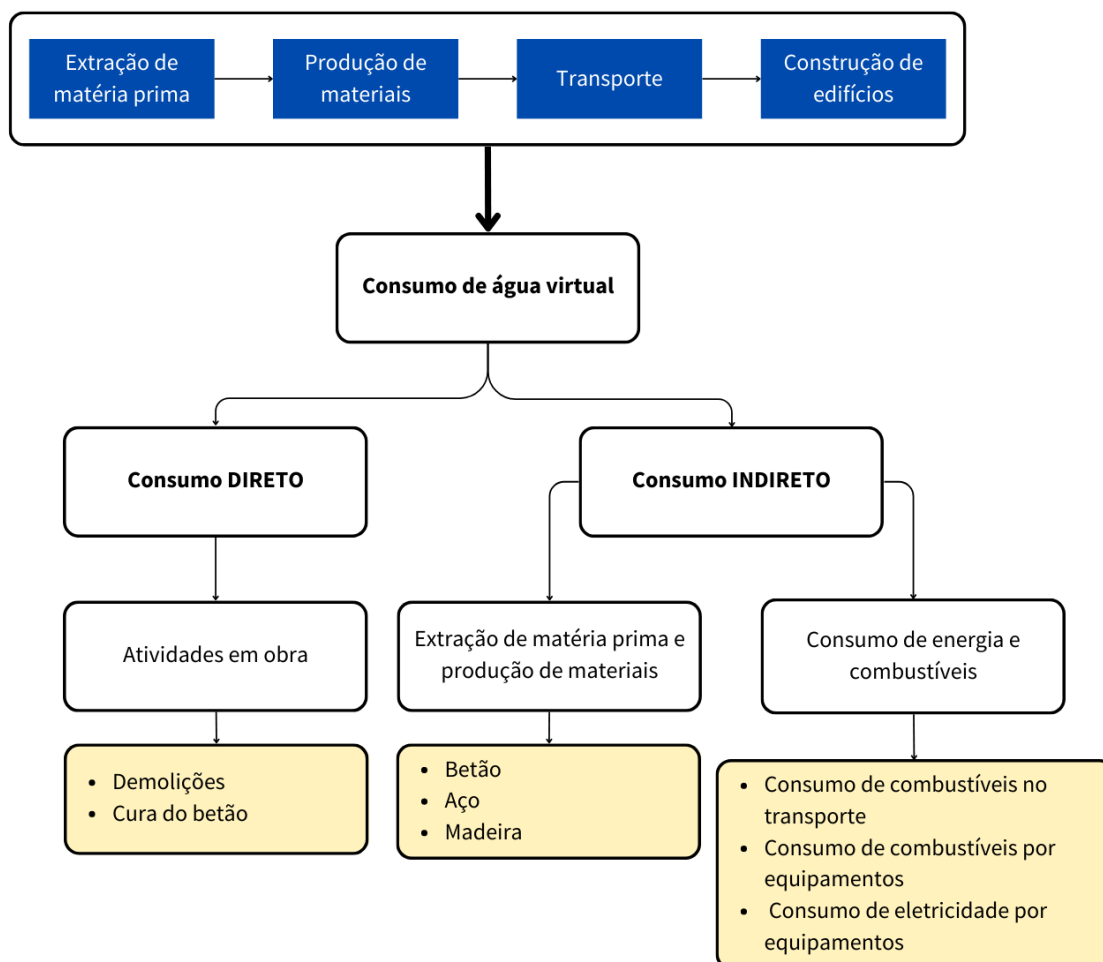 Extração de
matéria prima
Produção de
materiais
Transporte
Construção de
edifícios
Consumo de água virtual
Consumo DIRETO
Consumo INDIRETO
Atividades em obra
Extração de matéria prima e
produção de materiais
Consumo de energia e
combustíveis
• Demolições
• Cura do betão
• Betão
• Aço
• Madeira
• Consumo de combustíveis no
transporte
• Consumo de combustíveis por
equipamentos
• Consumo de eletricidade por
equipamentos